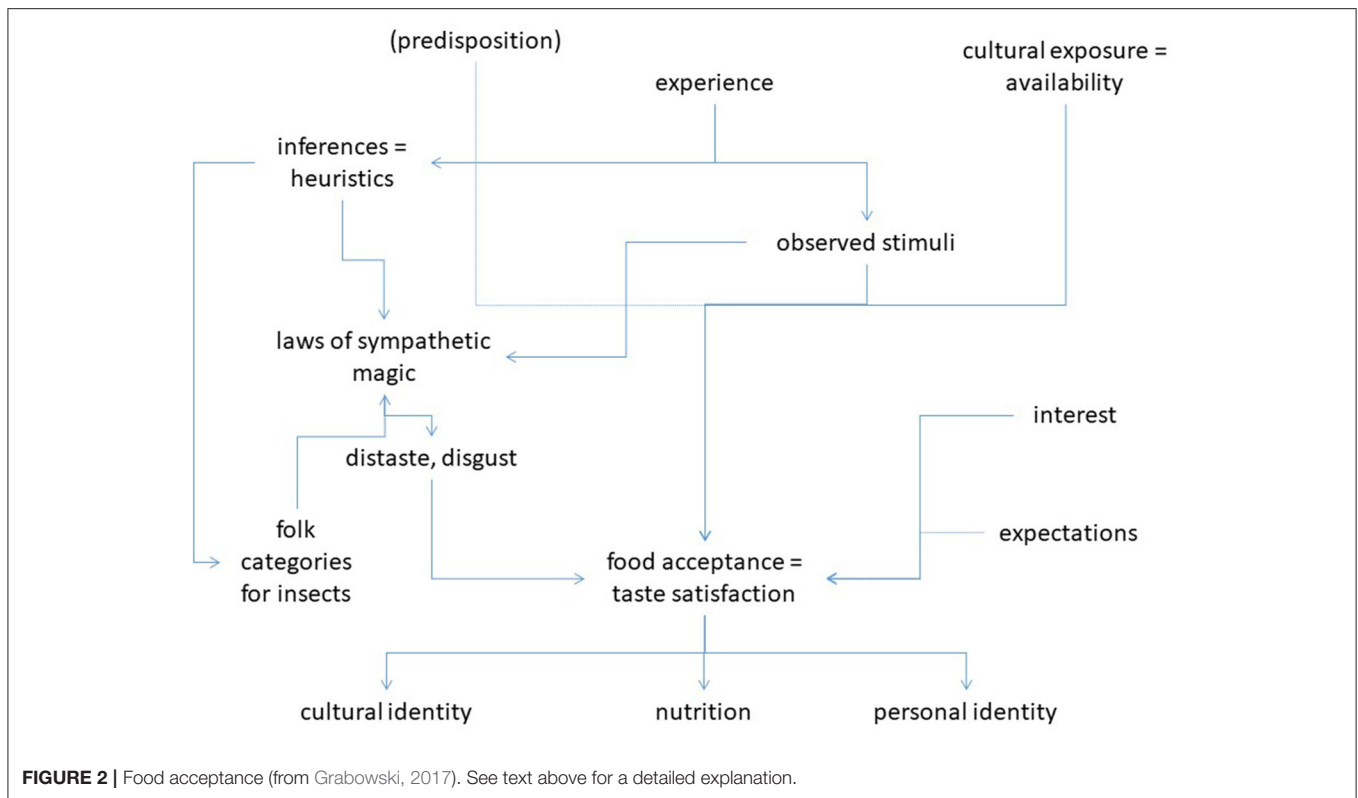 (predisposition)
cultural exposure =
availability
experience
inferences =
heuristics
observed stimuli
laws of sympathetic
magic
interest
distaste, disgust
folk
categories
for insects
expectations
food acceptance =
taste satisfaction
cultural identity
nutrition
personal identity
FIGURE 2 | Food acceptance (from Grabowski, 2017). See text above for a detailed explanation.